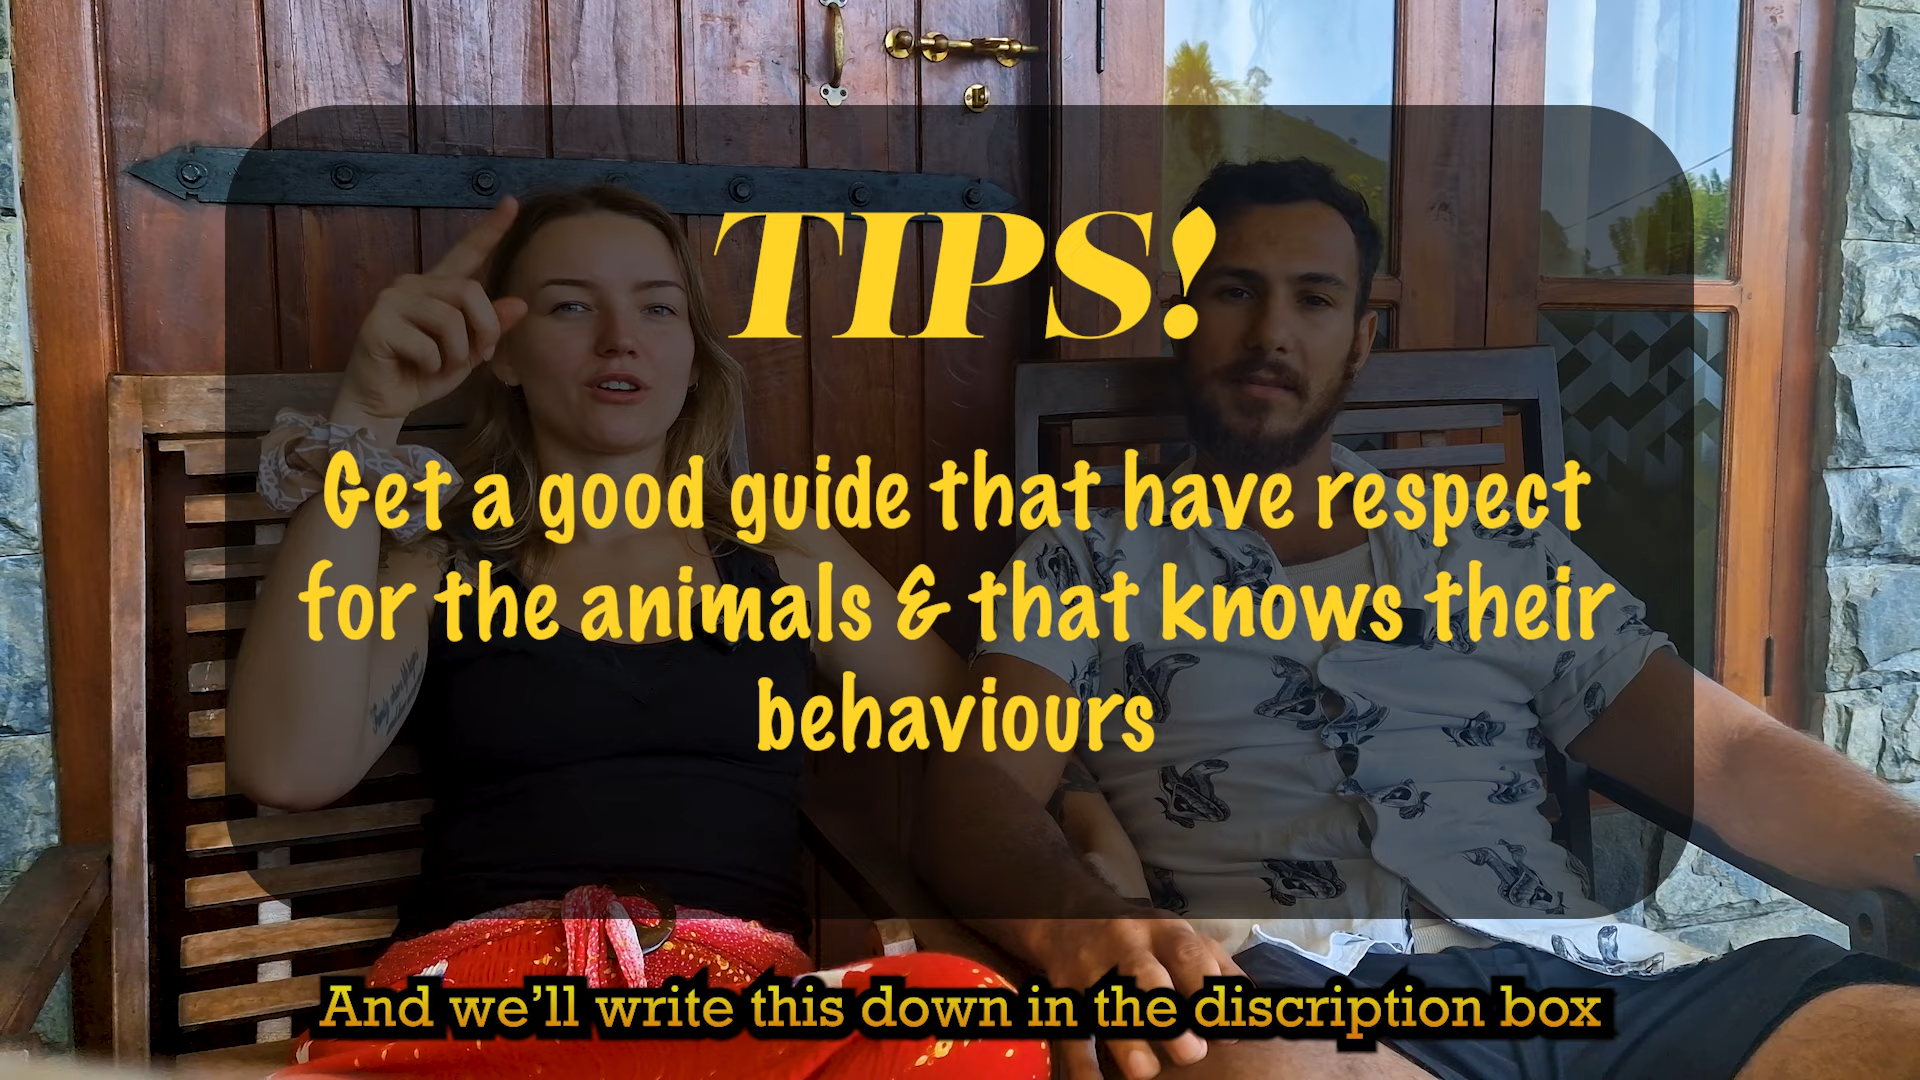 TIPS!
Get a good guide that have respect
for the animals & that knows their
behaviours
And we'll write this down in the discription box